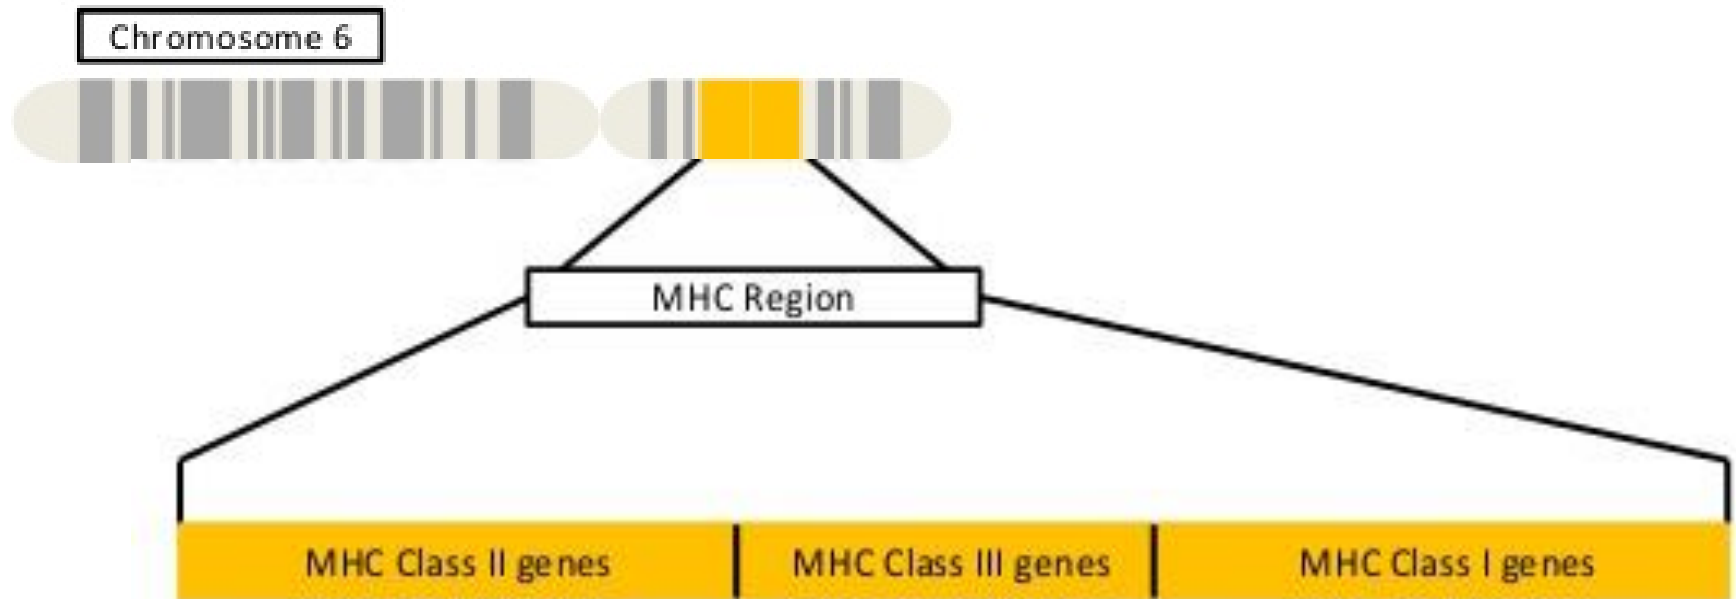 Chromosome 6
MHC Region
MHC Class II genes
MHC Class III genes
MHC Class I genes